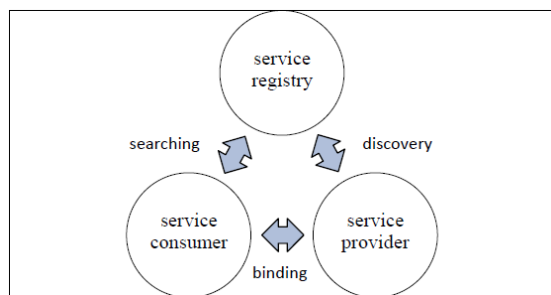 service
registry
searching
discovery
service
consumer
service
provider
binding